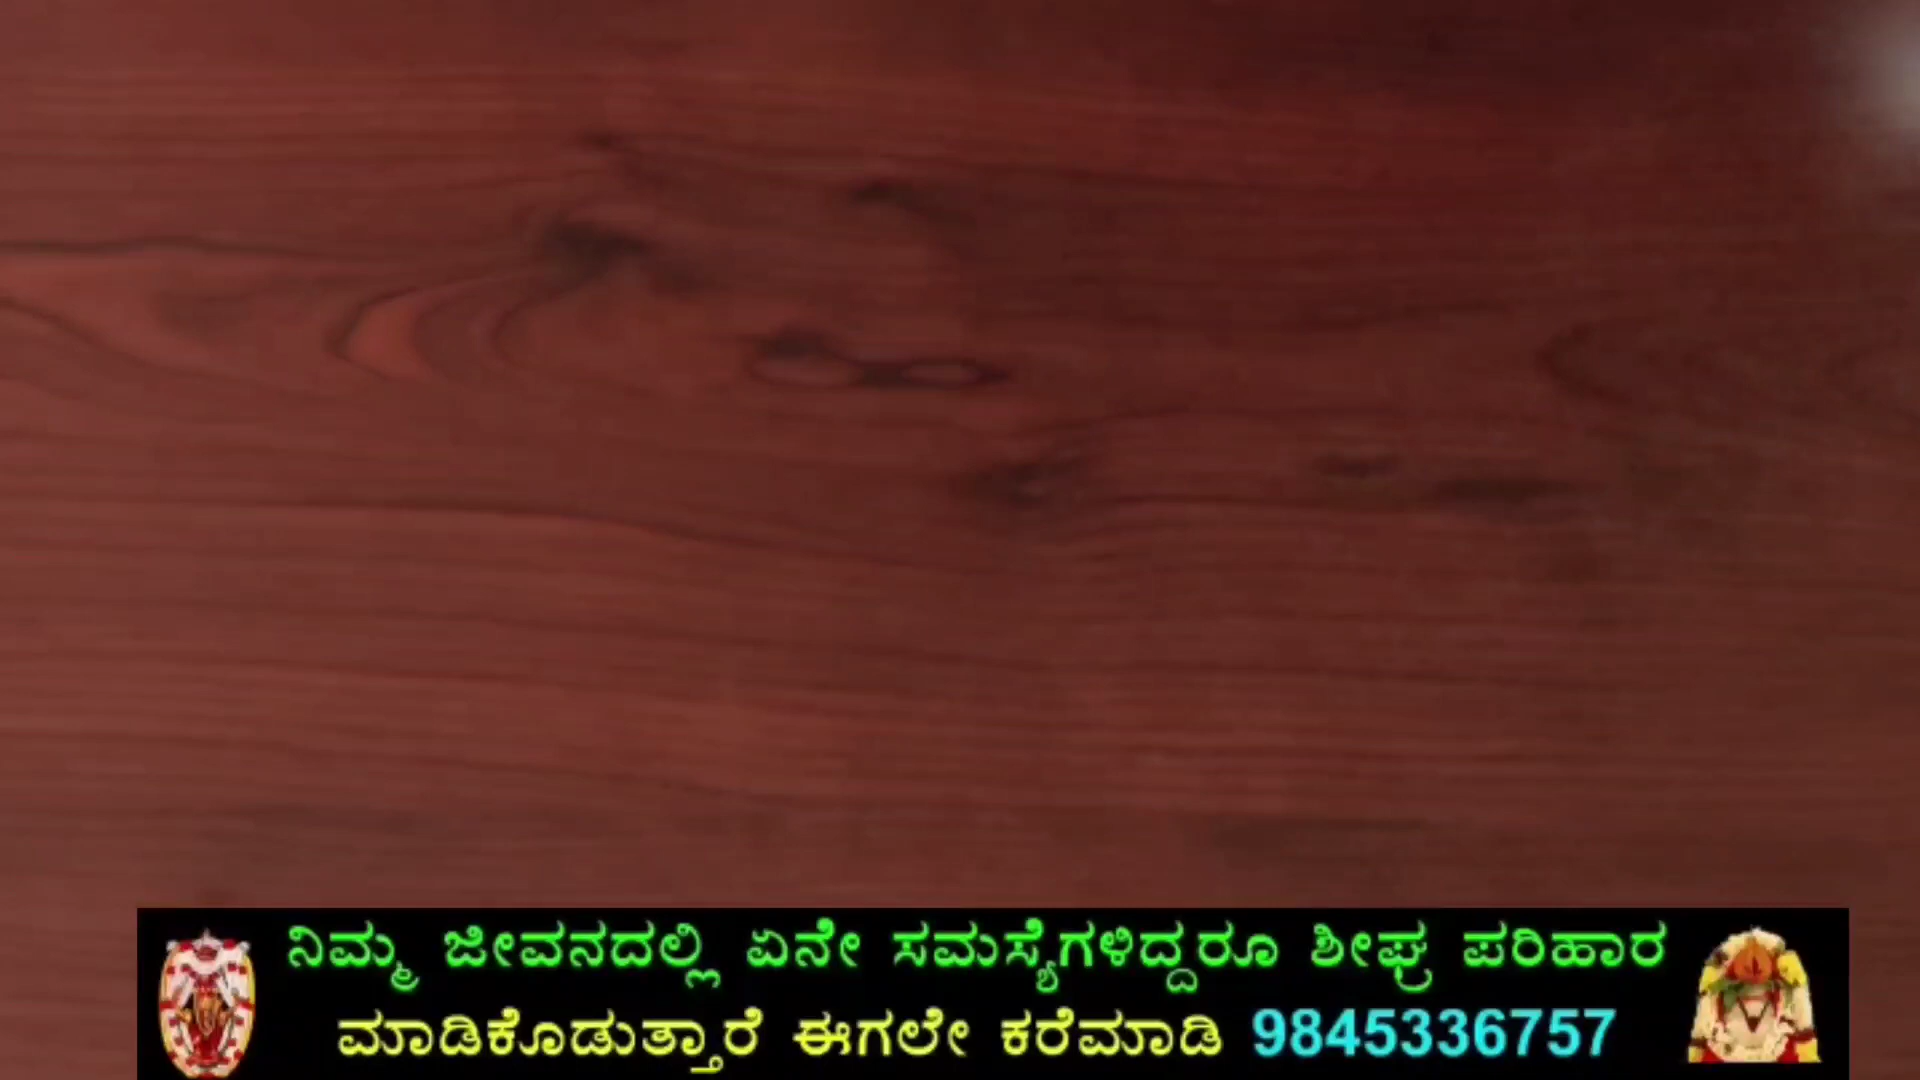 ನಿಮ್ಮ ಜೀವನದಲ್ಲಿ ಏನೇ ಸಮಸ್ಯೆಗಳಿದ್ದರೂ ಶೀಘ್ರ ಪರಿಹಾರ
ಮಾಡಿಕೊಡುತ್ತಾರೆ ಈಗಲೇ ಕರೆಮಾಡಿ 9845336757